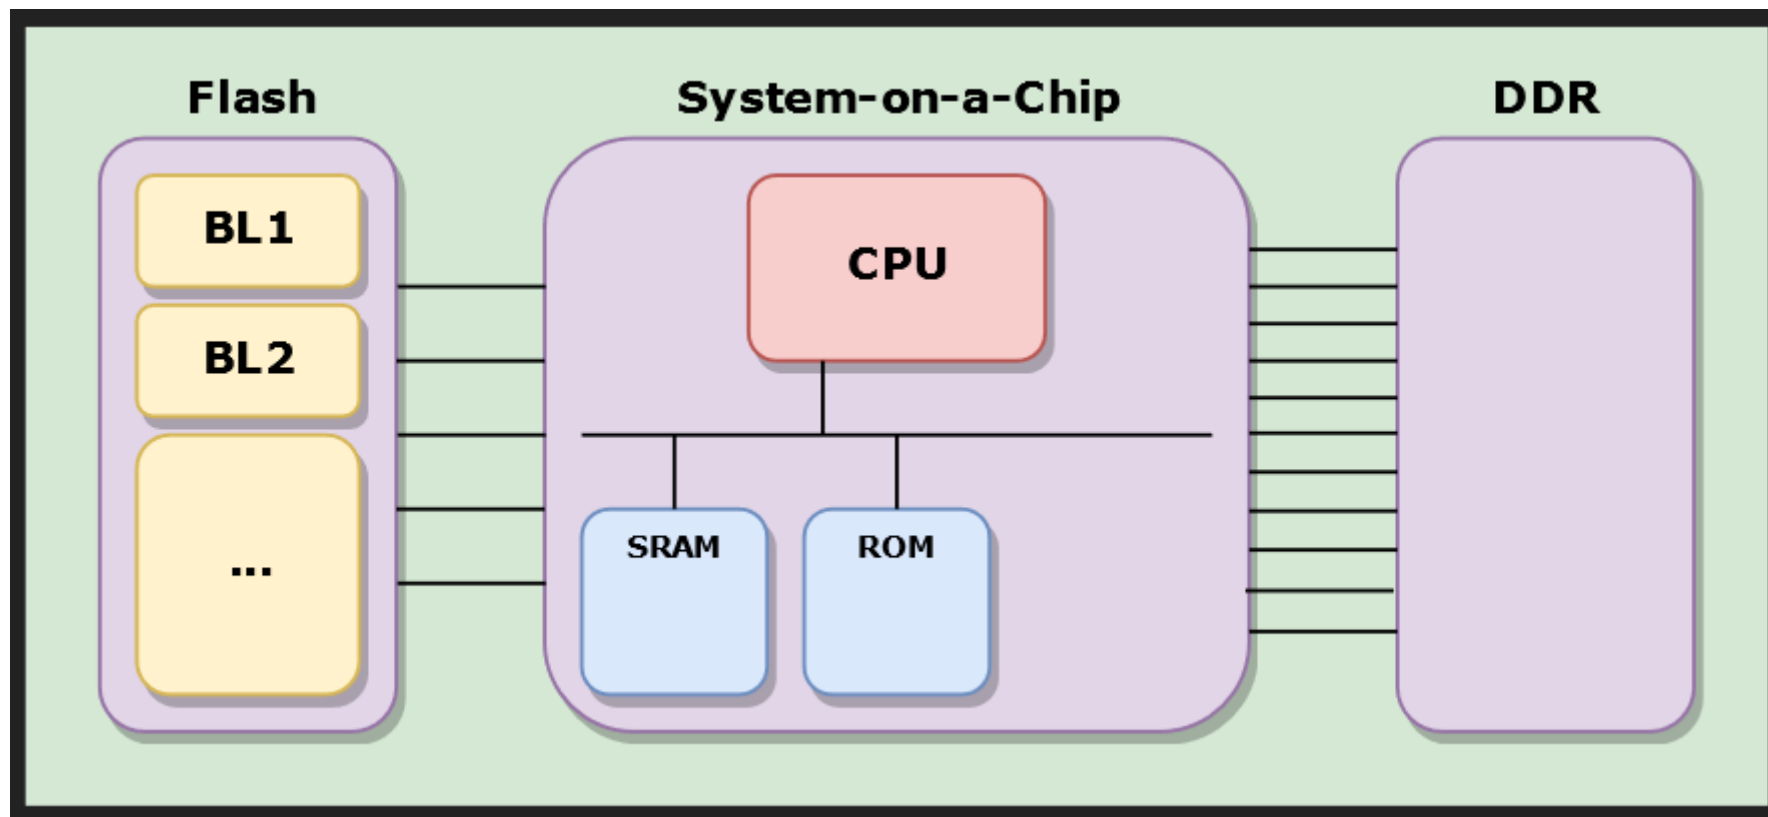 Flash
System-on-a-Chip
DDR
BL1
CPU
BL2
SRAM
ROM
...